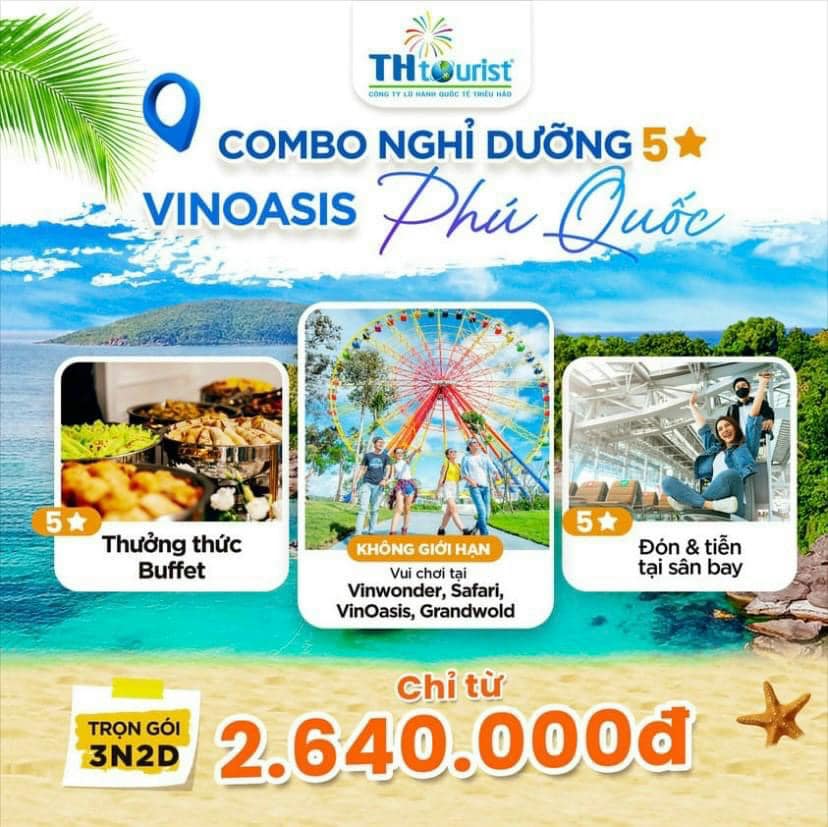 THtourist®
CÔNG TY LỮ HÀNH QUỐC TẾ TRIỀU HẢO
COMBO NGHỈ DƯỠNG 5
VINOASIS Phú Quốc
5
Thưởng thức
Buffet
KHÔNG GIỚI HẠN
Vui chơi tại
Vinwonder, Safari,
VinOasis, Grandwold
5
Đón & tiễn
tại sân bay
TRỌN GÓI
3N2D
Chỉ từ
2.640.000đ